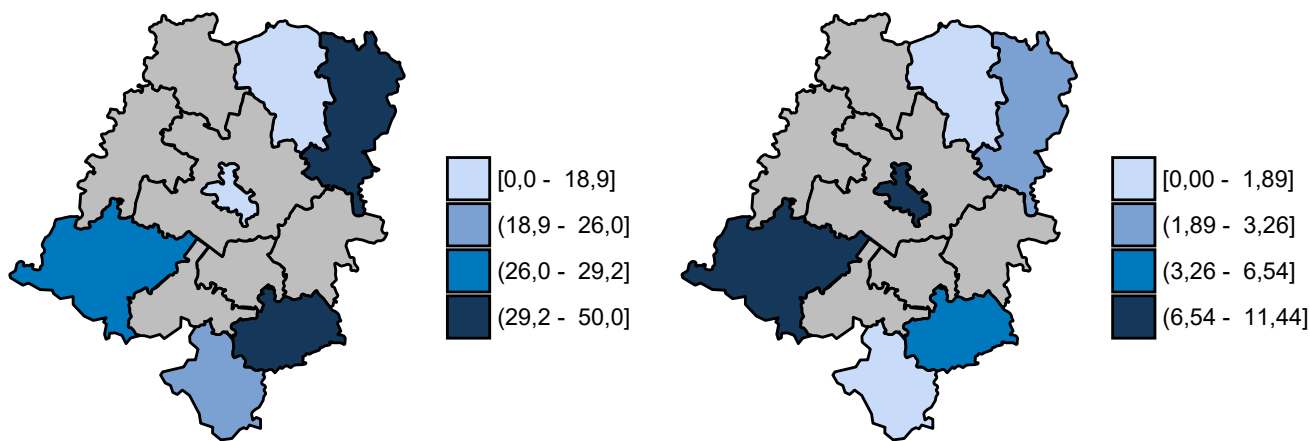 [0,0 - 18,9]
(18,9 - 26,0]
(26,0 - 29,2]
(29,2 - 50,0]
[0,00 - 1,89]
(1,89 - 3,26]
(3,26 - 6,54]
(6,54 - 11,44]